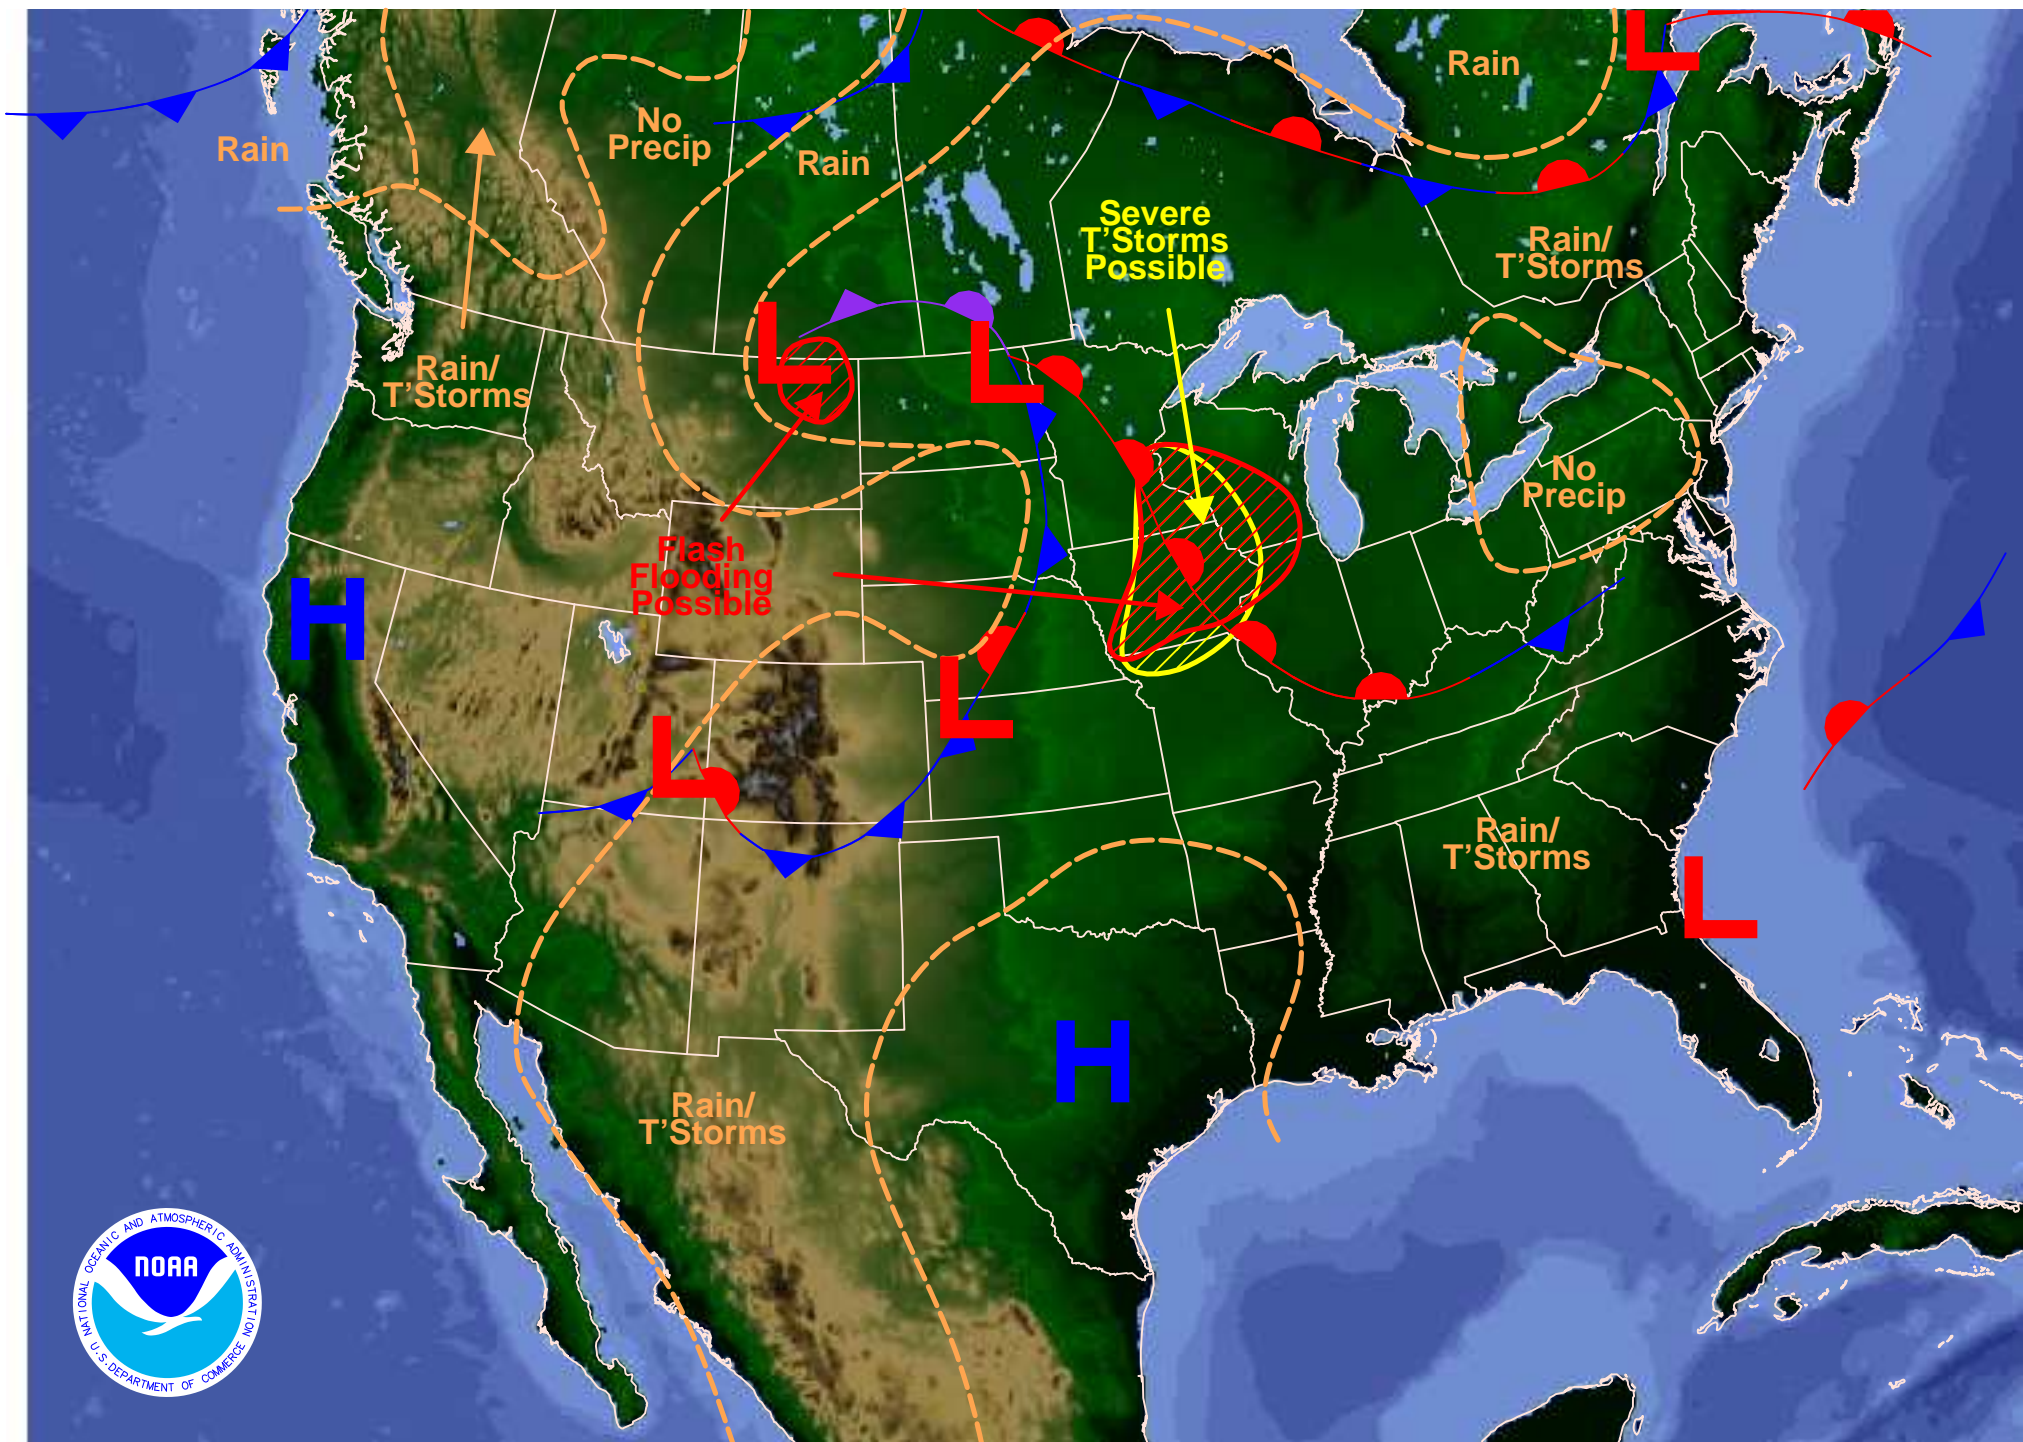 L
Rain
No
Precip
Rain
Rain
Severe
T'Storms
Possible
Rain/
T'Storms
L
L
Rain/
T'Storms
No
Precip
Flash
Flooding
Possible
H
L
L
Rain/
T'Storms
L
H
Rain/
T'Storms
NATIONAL OCEANIC AND ATMOSPHERIC ADMINISTRATION
NOAA
U.S. DEPARTMENT OF COMMERCE